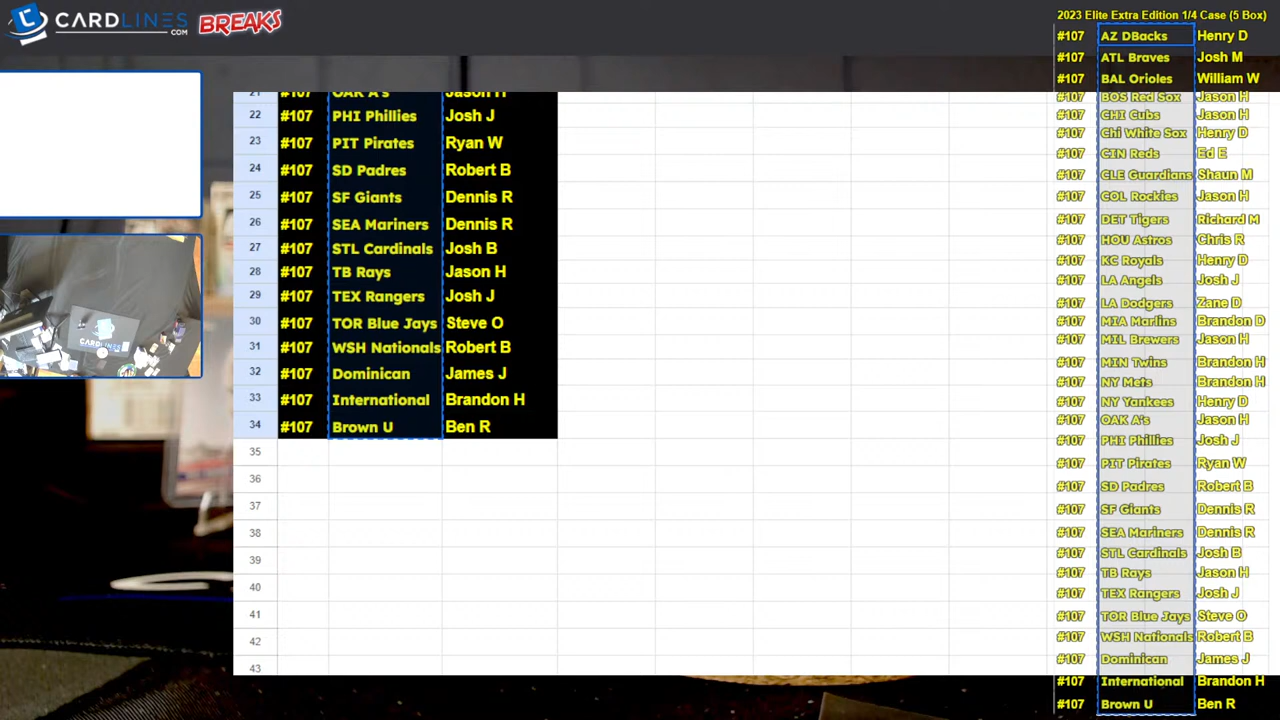 CARDLINES
.COM
BREAKS
21 #107 OAK A's Jason H
22 #107 PHI Phillies Josh J
23 #107 PIT Pirates Ryan W
24 #107 SD Padres Robert B
25 #107 SF Giants Dennis R
26 #107 SEA Mariners Dennis R
27 #107 STL Cardinals Josh B
28 #107 TB Rays Jason H
29 #107 TEX Rangers Josh J
30 #107 TOR Blue Jays Steve O
31 #107 WSH Nationals Robert B
32 #107 Dominican James J
33 #107 International Brandon H
34 #107 Brown U Ben R
35
36
37
38
39
40
41
42
43
2023 Elite Extra Edition 1/4 Case (5 Box)
#107 AZ DBacks Henry D
#107 ATL Braves Josh M
#107 BAL Orioles William W
#107 BOS Red Sox Jason H
#107 CHI Cubs Jason H
#107 Chi White Sox Henry D
#107 CIN Reds Ed E
#107 CLE Guardians Shaun M
#107 COL Rockies Jason H
#107 DET Tigers Richard M
#107 HOU Astros Chris R
#107 KC Royals Henry D
#107 LA Angels Josh J
#107 LA Dodgers Zane D
#107 MIA Marlins Brandon D
#107 MIL Brewers Jason H
#107 MIN Twins Brandon H
#107 NY Mets Brandon H
#107 NY Yankees Henry D
#107 OAK A's Jason H
#107 PHI Phillies Josh J
#107 PIT Pirates Ryan W
#107 SD Padres Robert B
#107 SF Giants Dennis R
#107 SEA Mariners Dennis R
#107 STL Cardinals Josh B
#107 TB Rays Jason H
#107 TEX Rangers Josh J
#107 TOR Blue Jays Steve O
#107 WSH Nationals Robert B
#107 Dominican James J
#107 International Brandon H
#107 Brown U Ben R